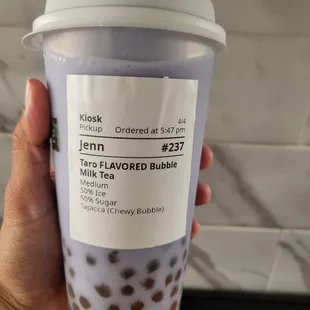 Kiosk 4/4
Pickup Ordered at 5:47 pm
Jenn #237
Taro FLAVORED Bubble
Milk Tea
Medium
50% Ice
50% Sugar
Tapioca (Chewy Bubble)